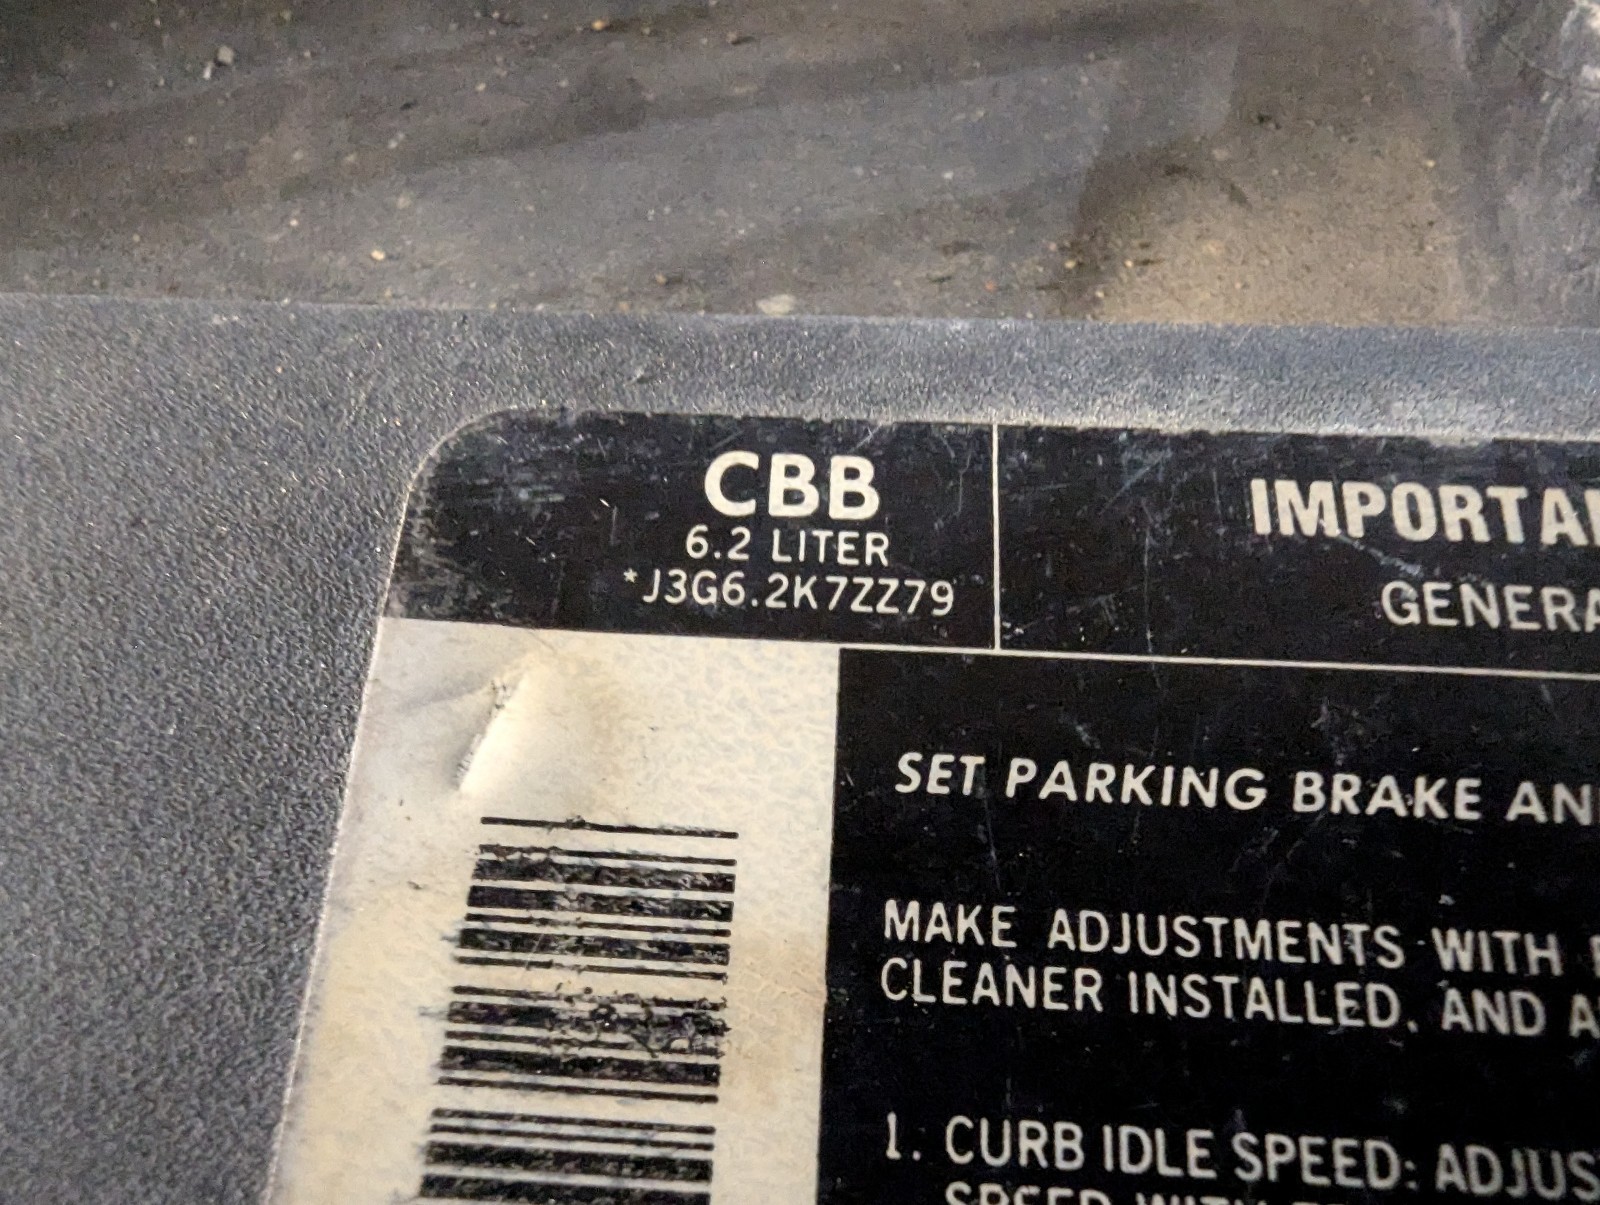 CBB
6.2 LITER
*J3G6.2K7ZZ79
IMPORTA
GENERA
SET PARKING BRAKE AN
MAKE ADJUSTMENTS WITH
CLEANER INSTALLED, AND A
1. CURB IDLE SPEED: ADJUS